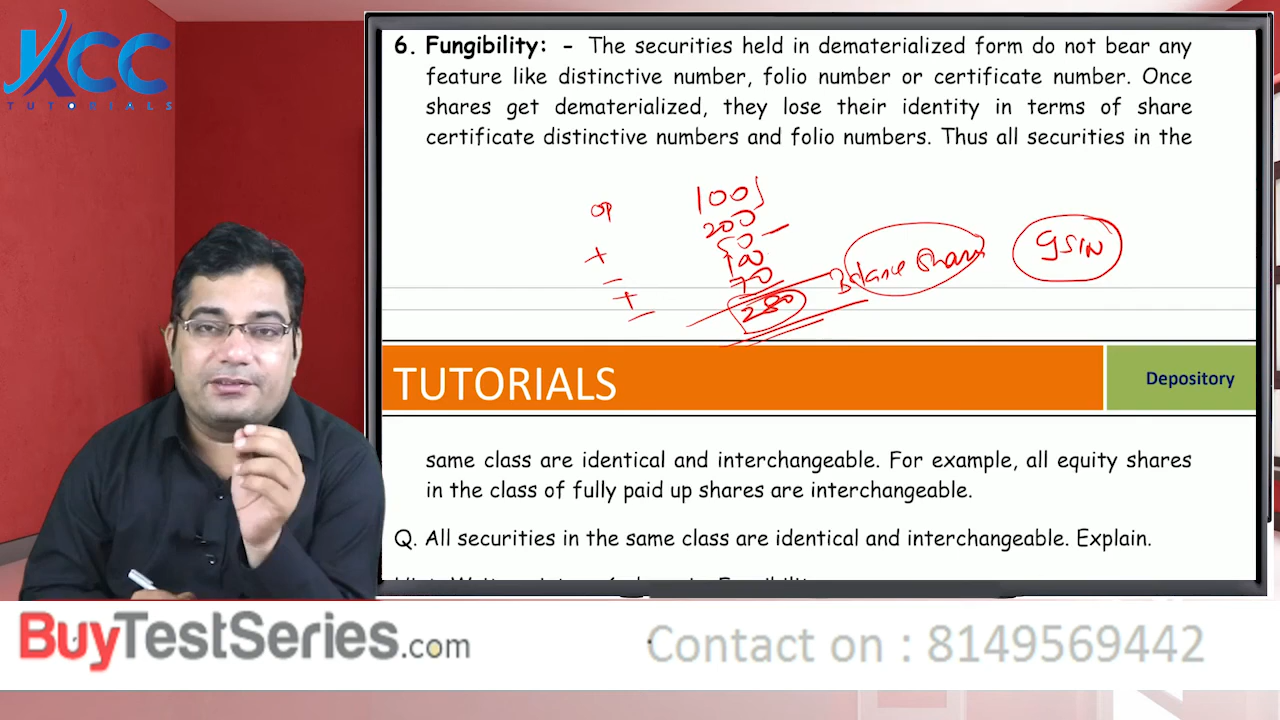 KCC
TUTORIALS
6. Fungibility: - The securities held in dematerialized form do not bear any
feature like distinctive number, folio number or certificate number. Once
shares get dematerialized, they lose their identity in terms of share
certificate distinctive numbers and folio numbers. Thus all securities in the
op
100
200
50
+
100
70
280
Balance Share
TUTORIALS
Depository
same class are identical and interchangeable. For example, all equity shares
in the class of fully paid up shares are interchangeable.
Q. All securities in the same class are identical and interchangeable. Explain.
BuyTestSeries.com
Contact on : 8149569442